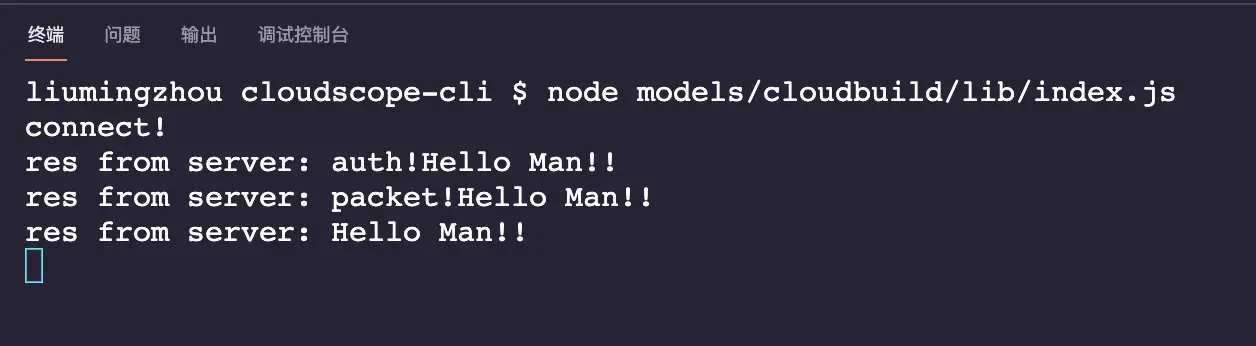 终端 问题 输出 调试控制台
liumingzhou cloudscope-cli $ node models/cloudbuild/lib/index.js
connect!
res from server: auth!Hello Man!!
res from server: packet!Hello Man!!
res from server: Hello Man!!